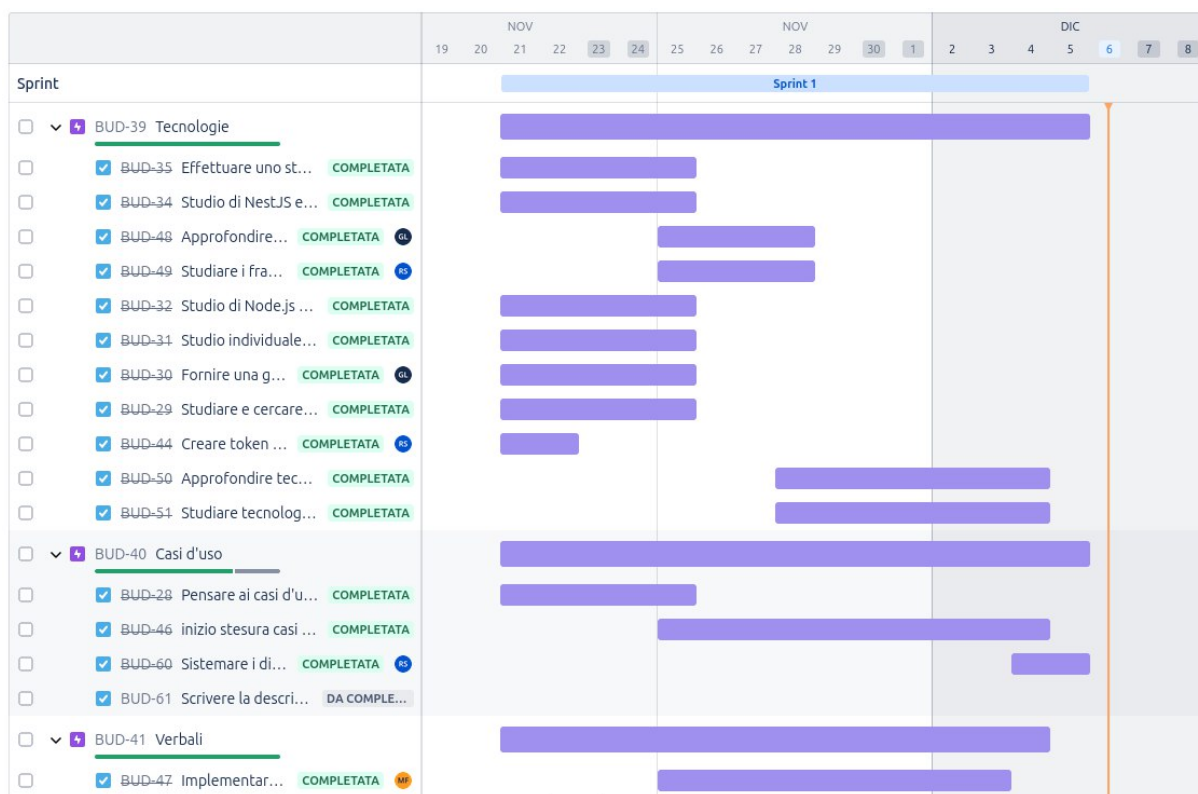 NOV NOV DIC
19 20 21 22 23 24 25 26 27 28 29 30 1 2 3 4 5 6 7 8
Sprint Sprint 1
BUD-39 Tecnologie
BUD-35 Effettuare uno st... COMPLETATA
BUD-34 Studio di NestJS e... COMPLETATA
BUD-48 Approfondire... COMPLETATA GL
BUD-49 Studiare i fra... COMPLETATA RS
BUD-32 Studio di Node.js ... COMPLETATA
BUD-31 Studio individuale... COMPLETATA
BUD-30 Fornire una g... COMPLETATA GL
BUD-29 Studiare e cercare... COMPLETATA
BUD-44 Creare token ... COMPLETATA RS
BUD-50 Approfondire tec... COMPLETATA
BUD-51 Studiare tecnolog... COMPLETATA
BUD-40 Casi d'uso
BUD-28 Pensare ai casi d'u... COMPLETATA
BUD-46 inizio stesura casi ... COMPLETATA
BUD-60 Sistemare i di... COMPLETATA RS
BUD-61 Scrivere la descri... DA COMPLE...
BUD-41 Verbali
BUD-47 Implementar... COMPLETATA MF